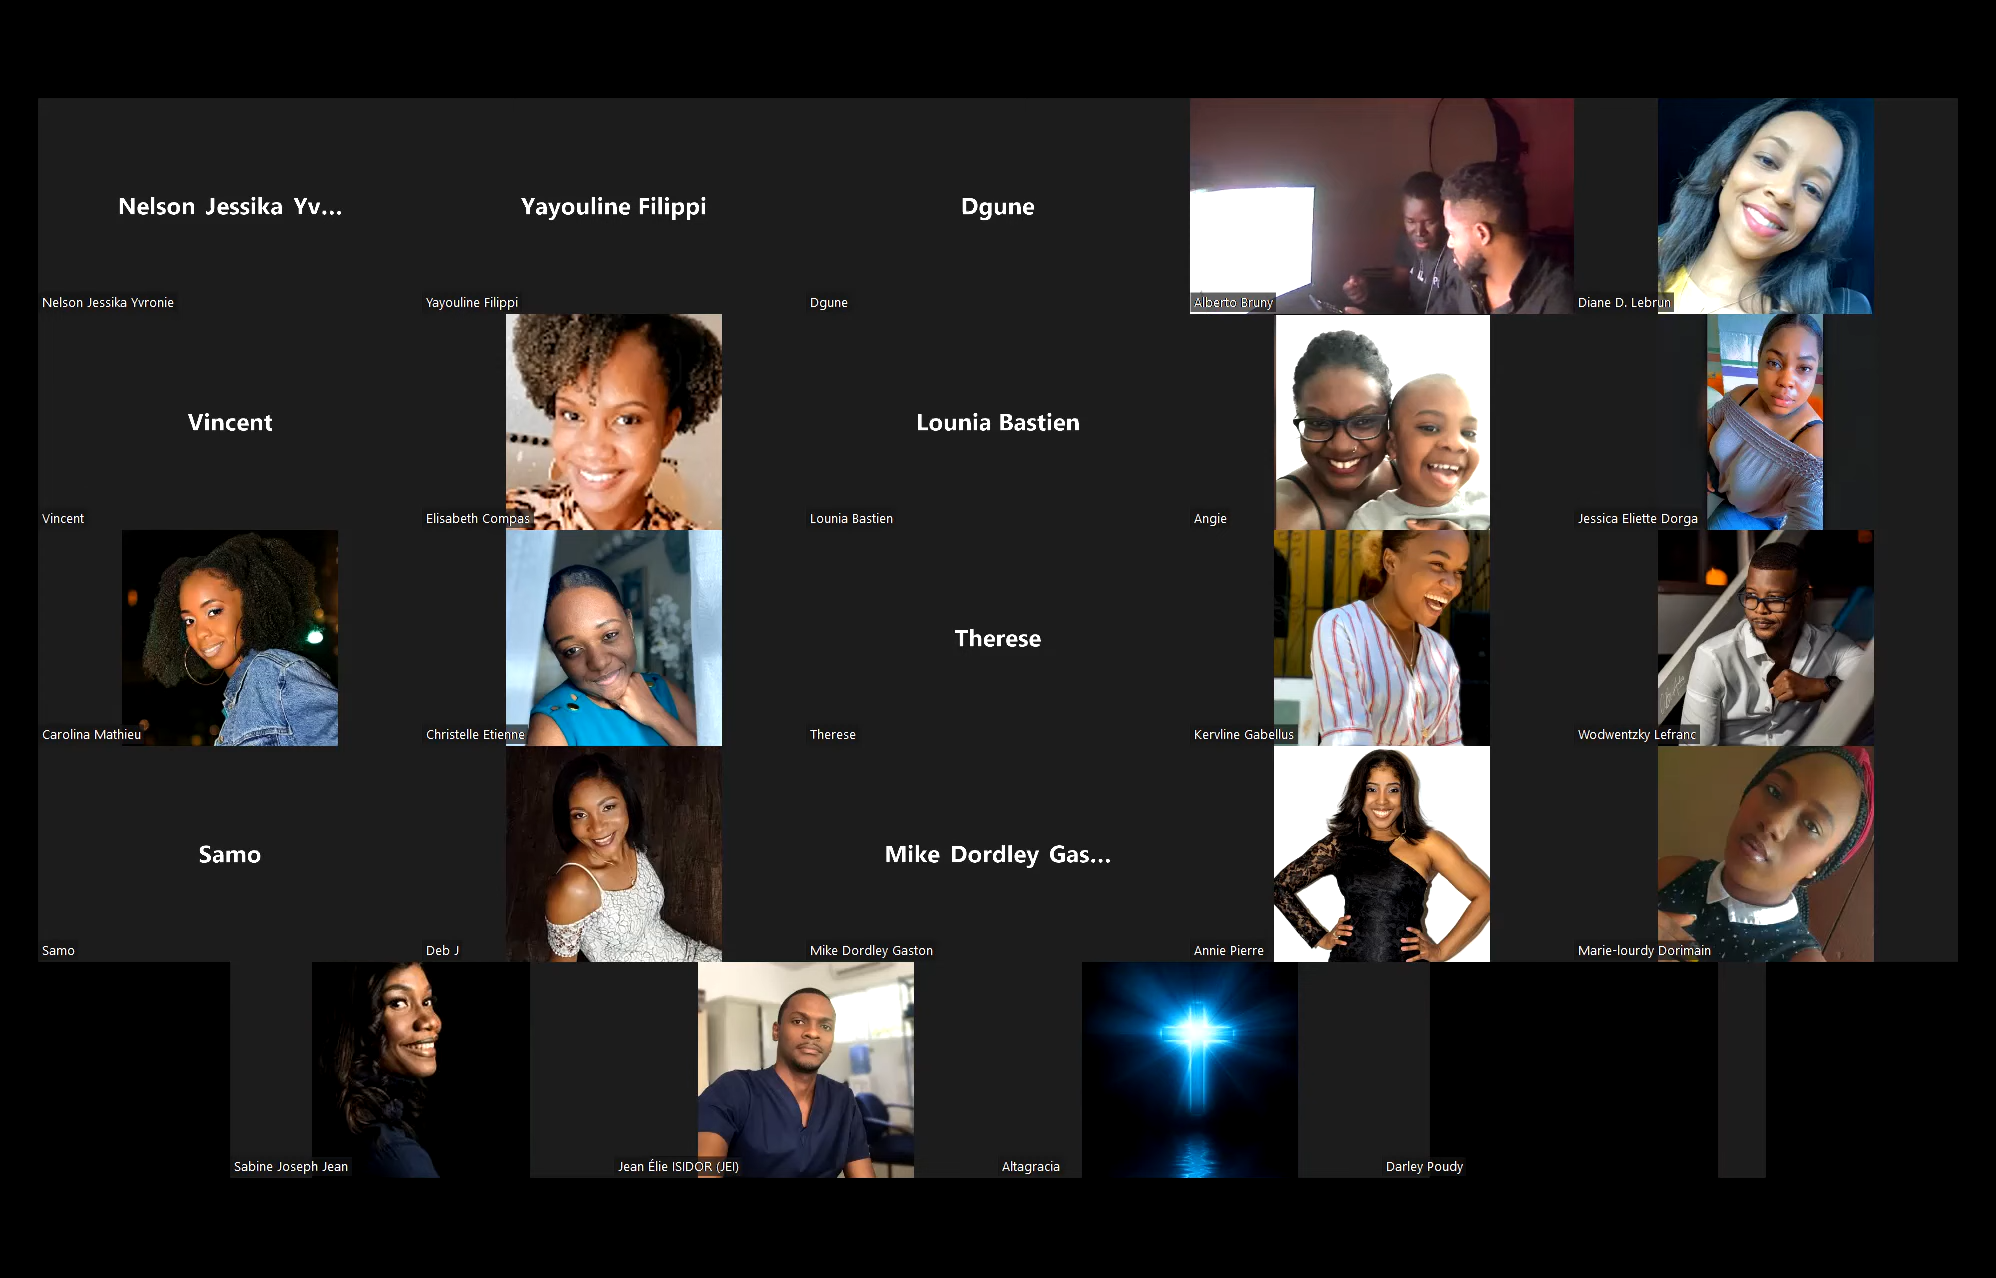 Nelson Jessika Yv...
Nelson Jessika Yvronie
Yayouline Filippi
Yayouline Filippi
Dgune
Dgune
Alberto Bruny
Diane D. Lebrun
Vincent
Vincent
Elisabeth Compas
Lounia Bastien
Lounia Bastien
Angie
Jessica Eliette Dorga
Carolina Mathieu
Christelle Etienne
Therese
Therese
Kervline Gabellus
Wodwentzky Lefranc
Samo
Samo
Deb J
Mike Dordley Gas...
Mike Dordley Gaston
Annie Pierre
Marie-lourdy Dorimain
Sabine Joseph Jean
Jean Élie ISIDOR (JEI)
Altagracia
Darley Poudy